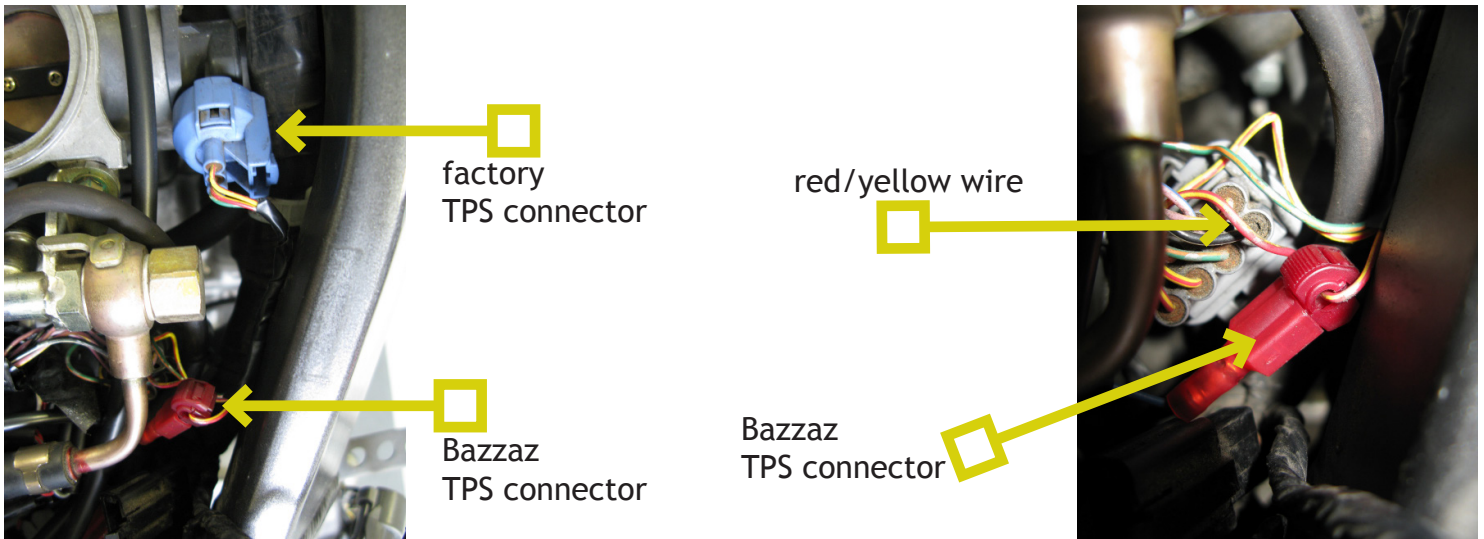 factory
TPS connector
Bazzaz
TPS connector
red/yellow wire
Bazzaz
TPS connector